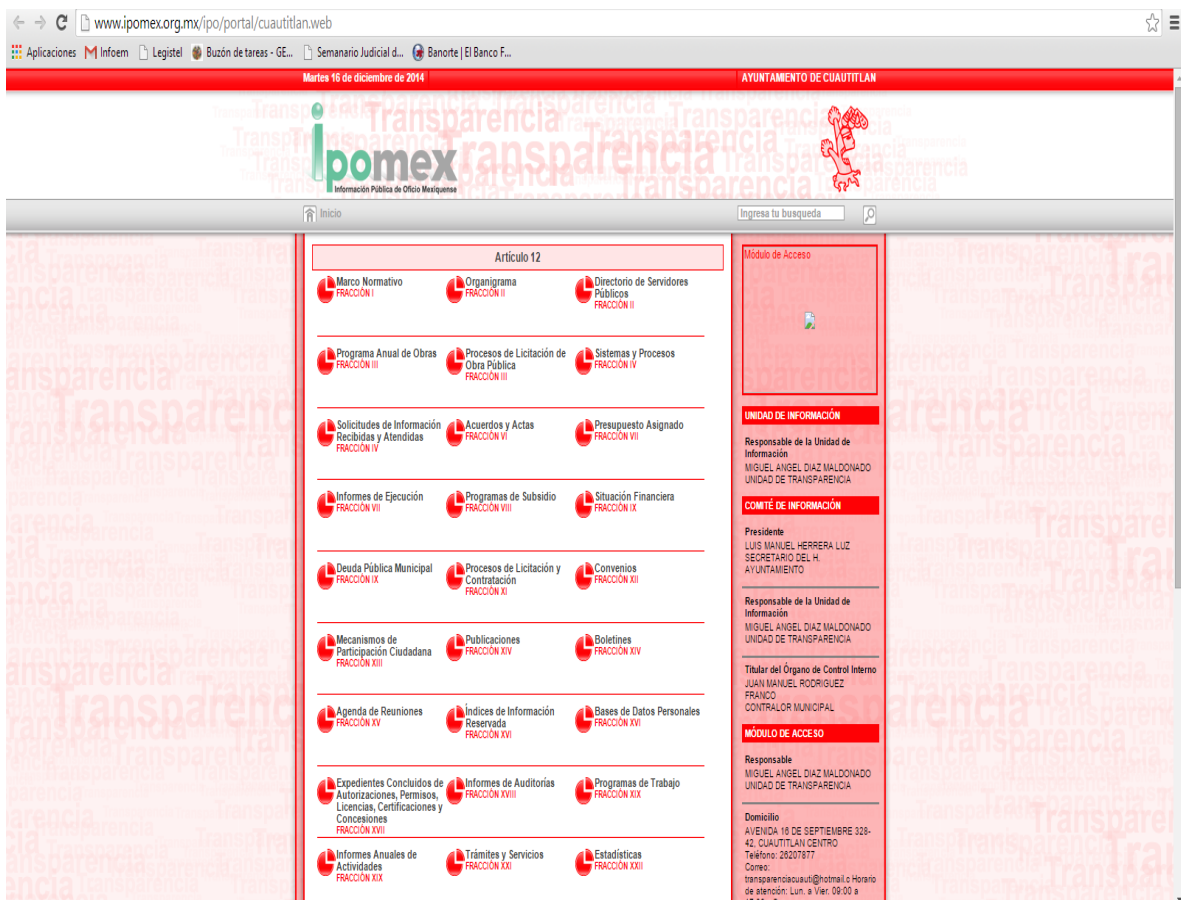 www.ipomex.org.mx/ipo/portal/cuautitlan.web
Aplicaciones Infoem Legistel Buzón de tareas - GE... Semanario Judicial d... Banorte | El Banco F...
Martes 16 de diciembre de 2014 AYUNTAMIENTO DE CUAUTITLAN
Transparencia
ipomex
Información Pública de Oficio Mexiquense
Inicio Ingresa tu busqueda
Artículo 12
Marco Normativo
FRACCIÓN I
Organigrama
FRACCIÓN II
Directorio de Servidores
Públicos
FRACCIÓN II
Programa Anual de Obras
FRACCIÓN III
Procesos de Licitación de
Obra Pública
FRACCIÓN III
Sistemas y Procesos
FRACCIÓN IV
Solicitudes de Información
Recibidas y Atendidas
FRACCIÓN IV
Acuerdos y Actas
FRACCIÓN VI
Presupuesto Asignado
FRACCIÓN VII
Informes de Ejecución
FRACCIÓN VII
Programas de Subsidio
FRACCIÓN VIII
Situación Financiera
FRACCIÓN IX
Deuda Pública Municipal
FRACCIÓN IX
Procesos de Licitación y
Contratación
FRACCIÓN XI
Convenios
FRACCIÓN XII
Mecanismos de
Participación Ciudadana
FRACCIÓN XIII
Publicaciones
FRACCIÓN XIV
Boletines
FRACCIÓN XIV
Agenda de Reuniones
FRACCIÓN XV
Índices de Información
Reservada
FRACCIÓN XVI
Bases de Datos Personales
FRACCIÓN XVI
Expedientes Concluidos de
Autorizaciones, Permisos,
Licencias, Certificaciones y
Concesiones
FRACCIÓN XVII
Informes de Auditorías
FRACCIÓN XVIII
Programas de Trabajo
FRACCIÓN XIX
Informes Anuales de
Actividades
FRACCIÓN XIX
Trámites y Servicios
FRACCIÓN XXI
Estadísticas
FRACCIÓN XXII
Módulo de Acceso
UNIDAD DE INFORMACIÓN
Responsable de la Unidad de
Información
MIGUEL ANGEL DIAZ MALDONADO
UNIDAD DE TRANSPARENCIA
COMITÉ DE INFORMACIÓN
Presidente
LUIS MANUEL HERRERA LUZ
SECRETARIO DEL H.
AYUNTAMIENTO
Responsable de la Unidad de
Información
MIGUEL ANGEL DIAZ MALDONADO
UNIDAD DE TRANSPARENCIA
Titular del Órgano de Control Interno
JUAN MANUEL RODRIGUEZ
FRANCO
CONTRALOR MUNICIPAL
MÓDULO DE ACCESO
Responsable
MIGUEL ANGEL DIAZ MALDONADO
UNIDAD DE TRANSPARENCIA
Domicilio
AVENIDA 16 DE SEPTIEMBRE 328-
42, CUAUTITLAN CENTRO
Teléfono: 26207877
Correo:
transparenciacuauti@hotmail.c Horario
de atención: Lun. a Vier. 09:00 a